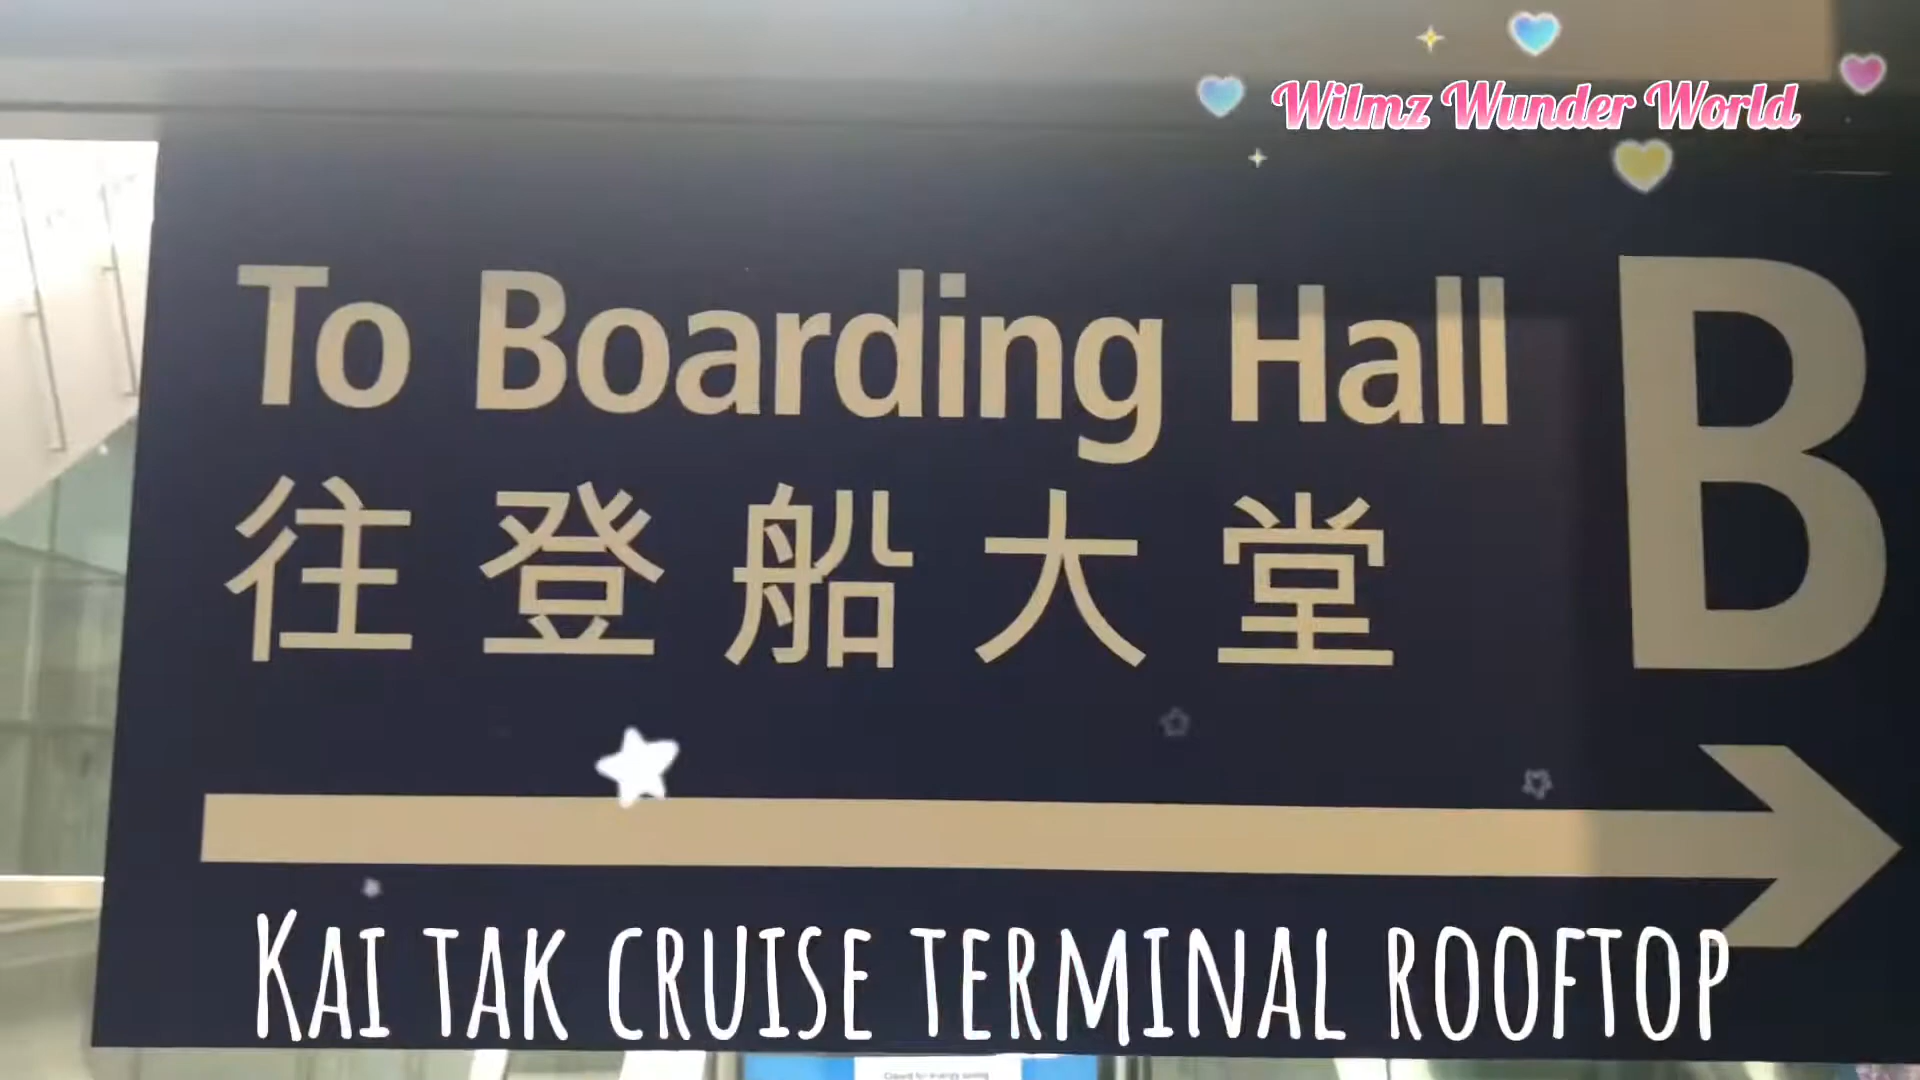 Wilmz Wunder World
To Boarding Hall B
往登船大堂
KAI TAK CRUISE TERMINAL ROOFTOP